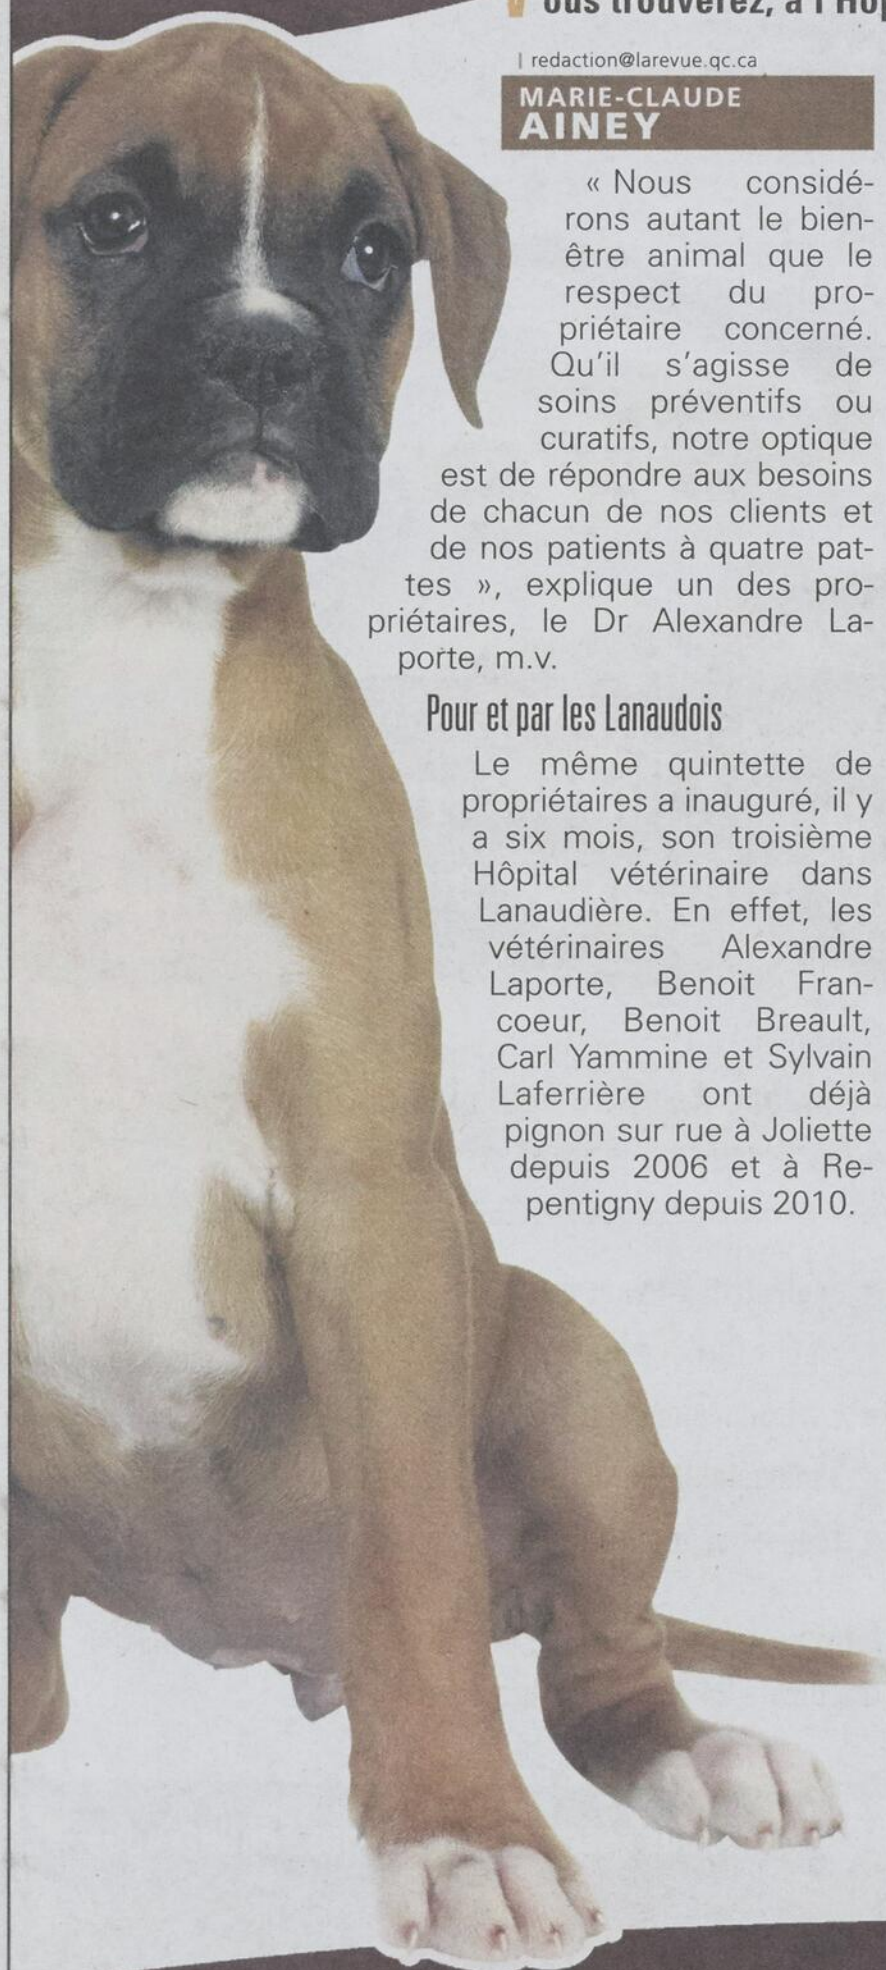 ous trouverez, à l'Hôp
| redaction@larevue.qc.ca
MARIE-CLAUDE
AINEY
« Nous considé-
rons autant le bien-
être animal que le
respect du pro-
priétaire concerné.
Qu'il s'agisse de
soins préventifs ou
curatifs, notre optique
est de répondre aux besoins
de chacun de nos clients et
de nos patients à quatre pat-
tes », explique un des pro-
priétaires, le Dr Alexandre La-
porte, m.v.
Pour et par les Lanaudois
Le même quintette de
propriétaires a inauguré, il y
a six mois, son troisième
Hôpital vétérinaire dans
Lanaudière. En effet, les
vétérinaires Alexandre
Laporte, Benoit Fran-
coeur, Benoit Breault,
Carl Yammine et Sylvain
Laferrière ont déjà
pignon sur rue à Joliette
depuis 2006 et à Re-
pentigny depuis 2010.